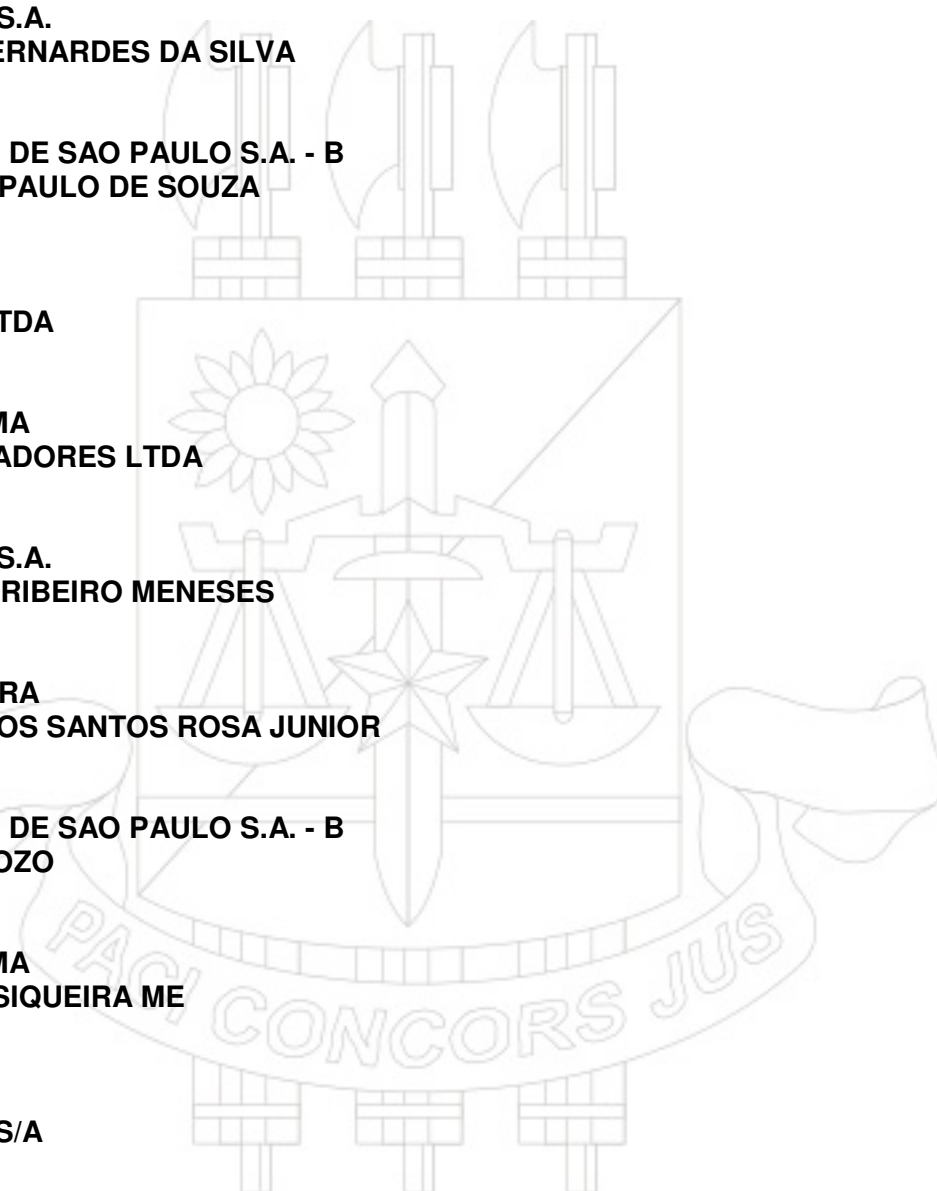 S.A.
ERNARDES DA SILVA
DE SAO PAULO S.A. - B
PAULO DE SOUZA
LTDA
MA
ADORES LTDA
S.A.
RIBEIRO MENESES
RA
OS SANTOS ROSA JUNIOR
DE SAO PAULO S.A. - B
OZO
MA
SIQUEIRA ME
PACI CONCORS JUS
S/A